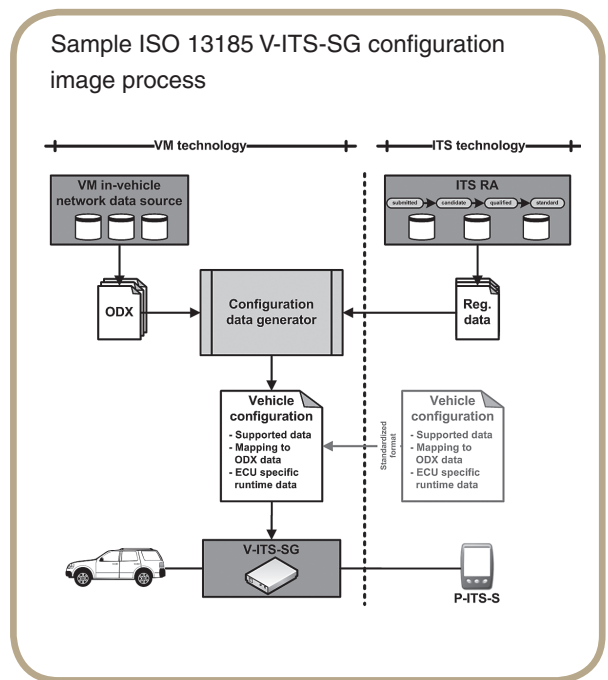 Sample ISO 13185 V-ITS-SG configuration
image process
VM technology
ITS technology
VM in-vehicle
network data source
ITS RA
submitted
candidate
qualified
standard
ODX
Configuration
data generator
Reg.
data
Vehicle
configuration
- Supported data
- Mapping to
ODX data
- ECU specific
runtime data
Standardized
format
Vehicle
configuration
- Supported data
- Mapping to
ODX data
- ECU specific
runtime data
V-ITS-SG
P-ITS-S